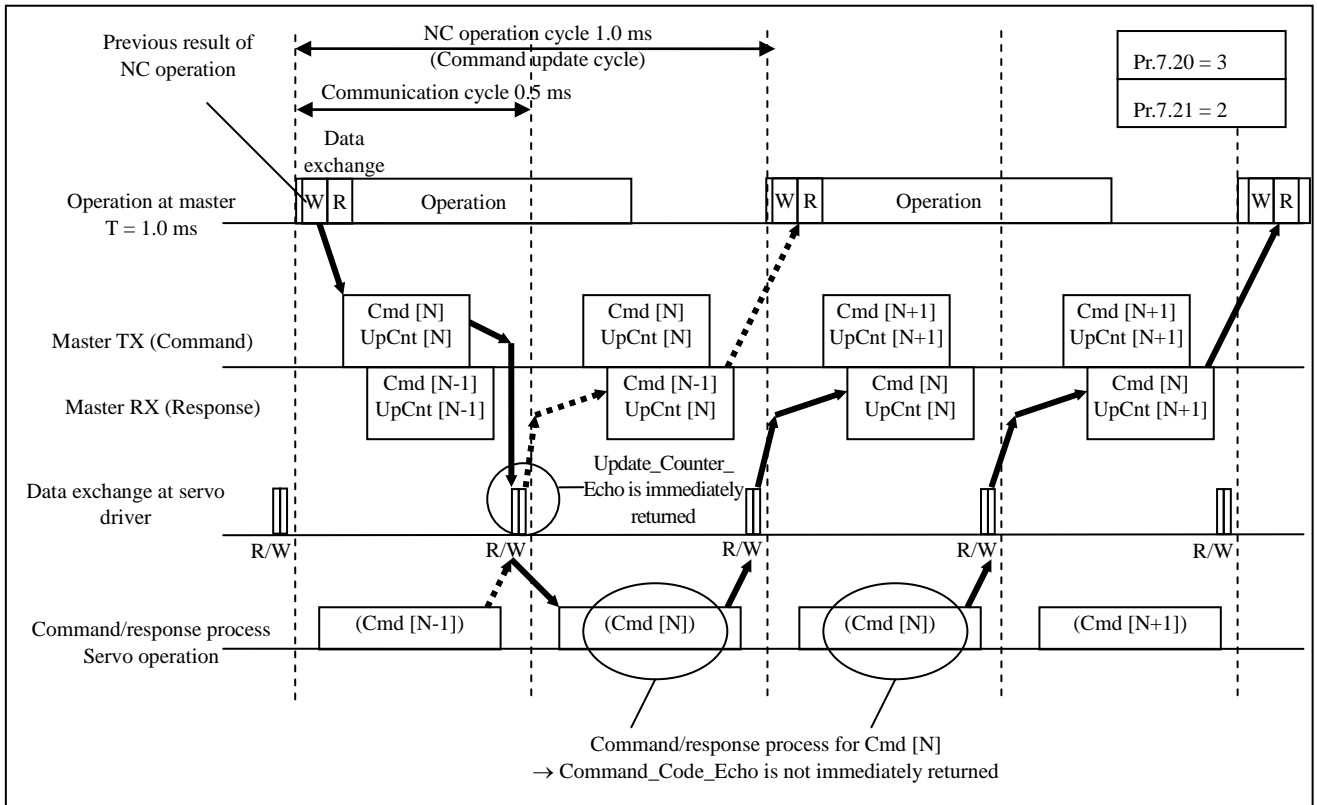 Previous result of
NC operation
NC operation cycle 1.0 ms
(Command update cycle)
Communication cycle 0.5 ms
Pr.7.20 = 3
Pr.7.21 = 2
Data
exchange
Operation at master
T = 1.0 ms
W R Operation W R Operation W R
Master TX (Command)
Cmd [N]
UpCnt [N]
Cmd [N]
UpCnt [N]
Cmd [N+1]
UpCnt [N+1]
Cmd [N+1]
UpCnt [N+1]
Master RX (Response)
Cmd [N-1]
UpCnt [N-1]
Cmd [N-1]
UpCnt [N]
Cmd [N]
UpCnt [N]
Cmd [N]
UpCnt [N+1]
Update_Counter_
Echo is immediately
returned
Data exchange at servo
driver
R/W R/W R/W R/W R/W
Command/response process
Servo operation
(Cmd [N-1]) (Cmd [N]) (Cmd [N]) (Cmd [N+1])
Command/response process for Cmd [N]
→ Command_Code_Echo is not immediately returned